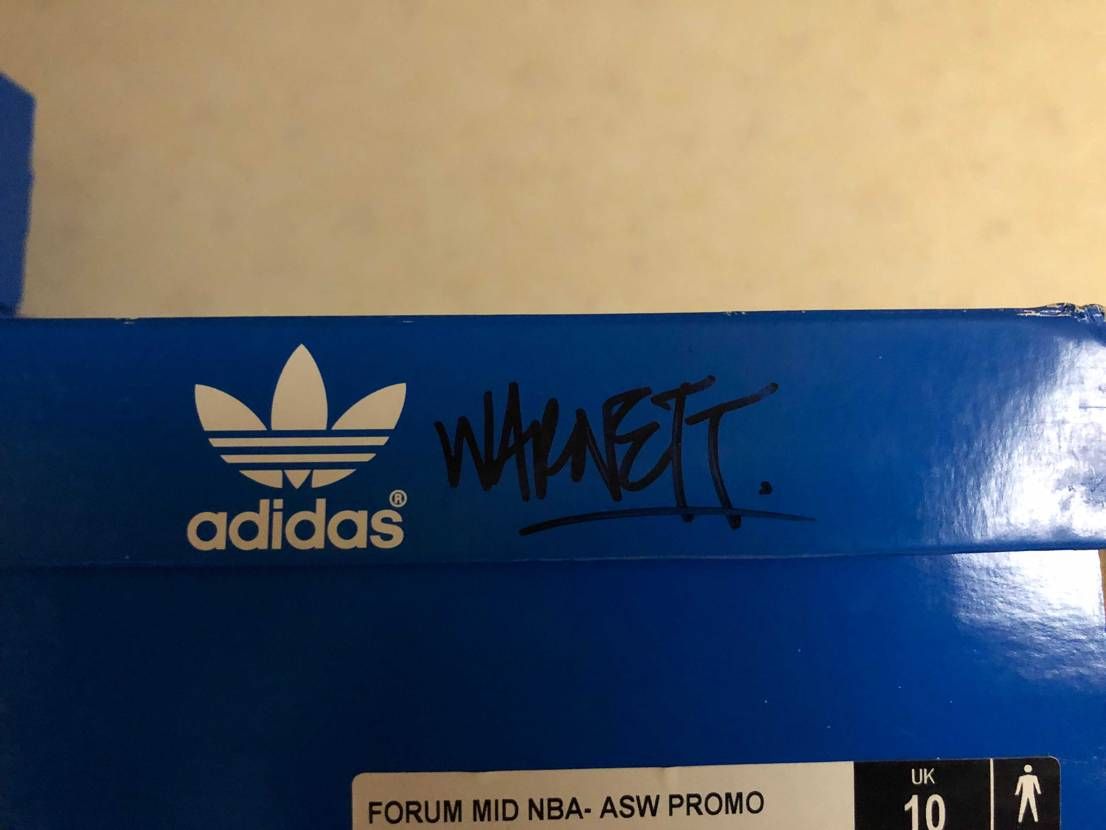 adidas®
WARNETT.
FORUM MID NBA- ASW PROMO
UK
10